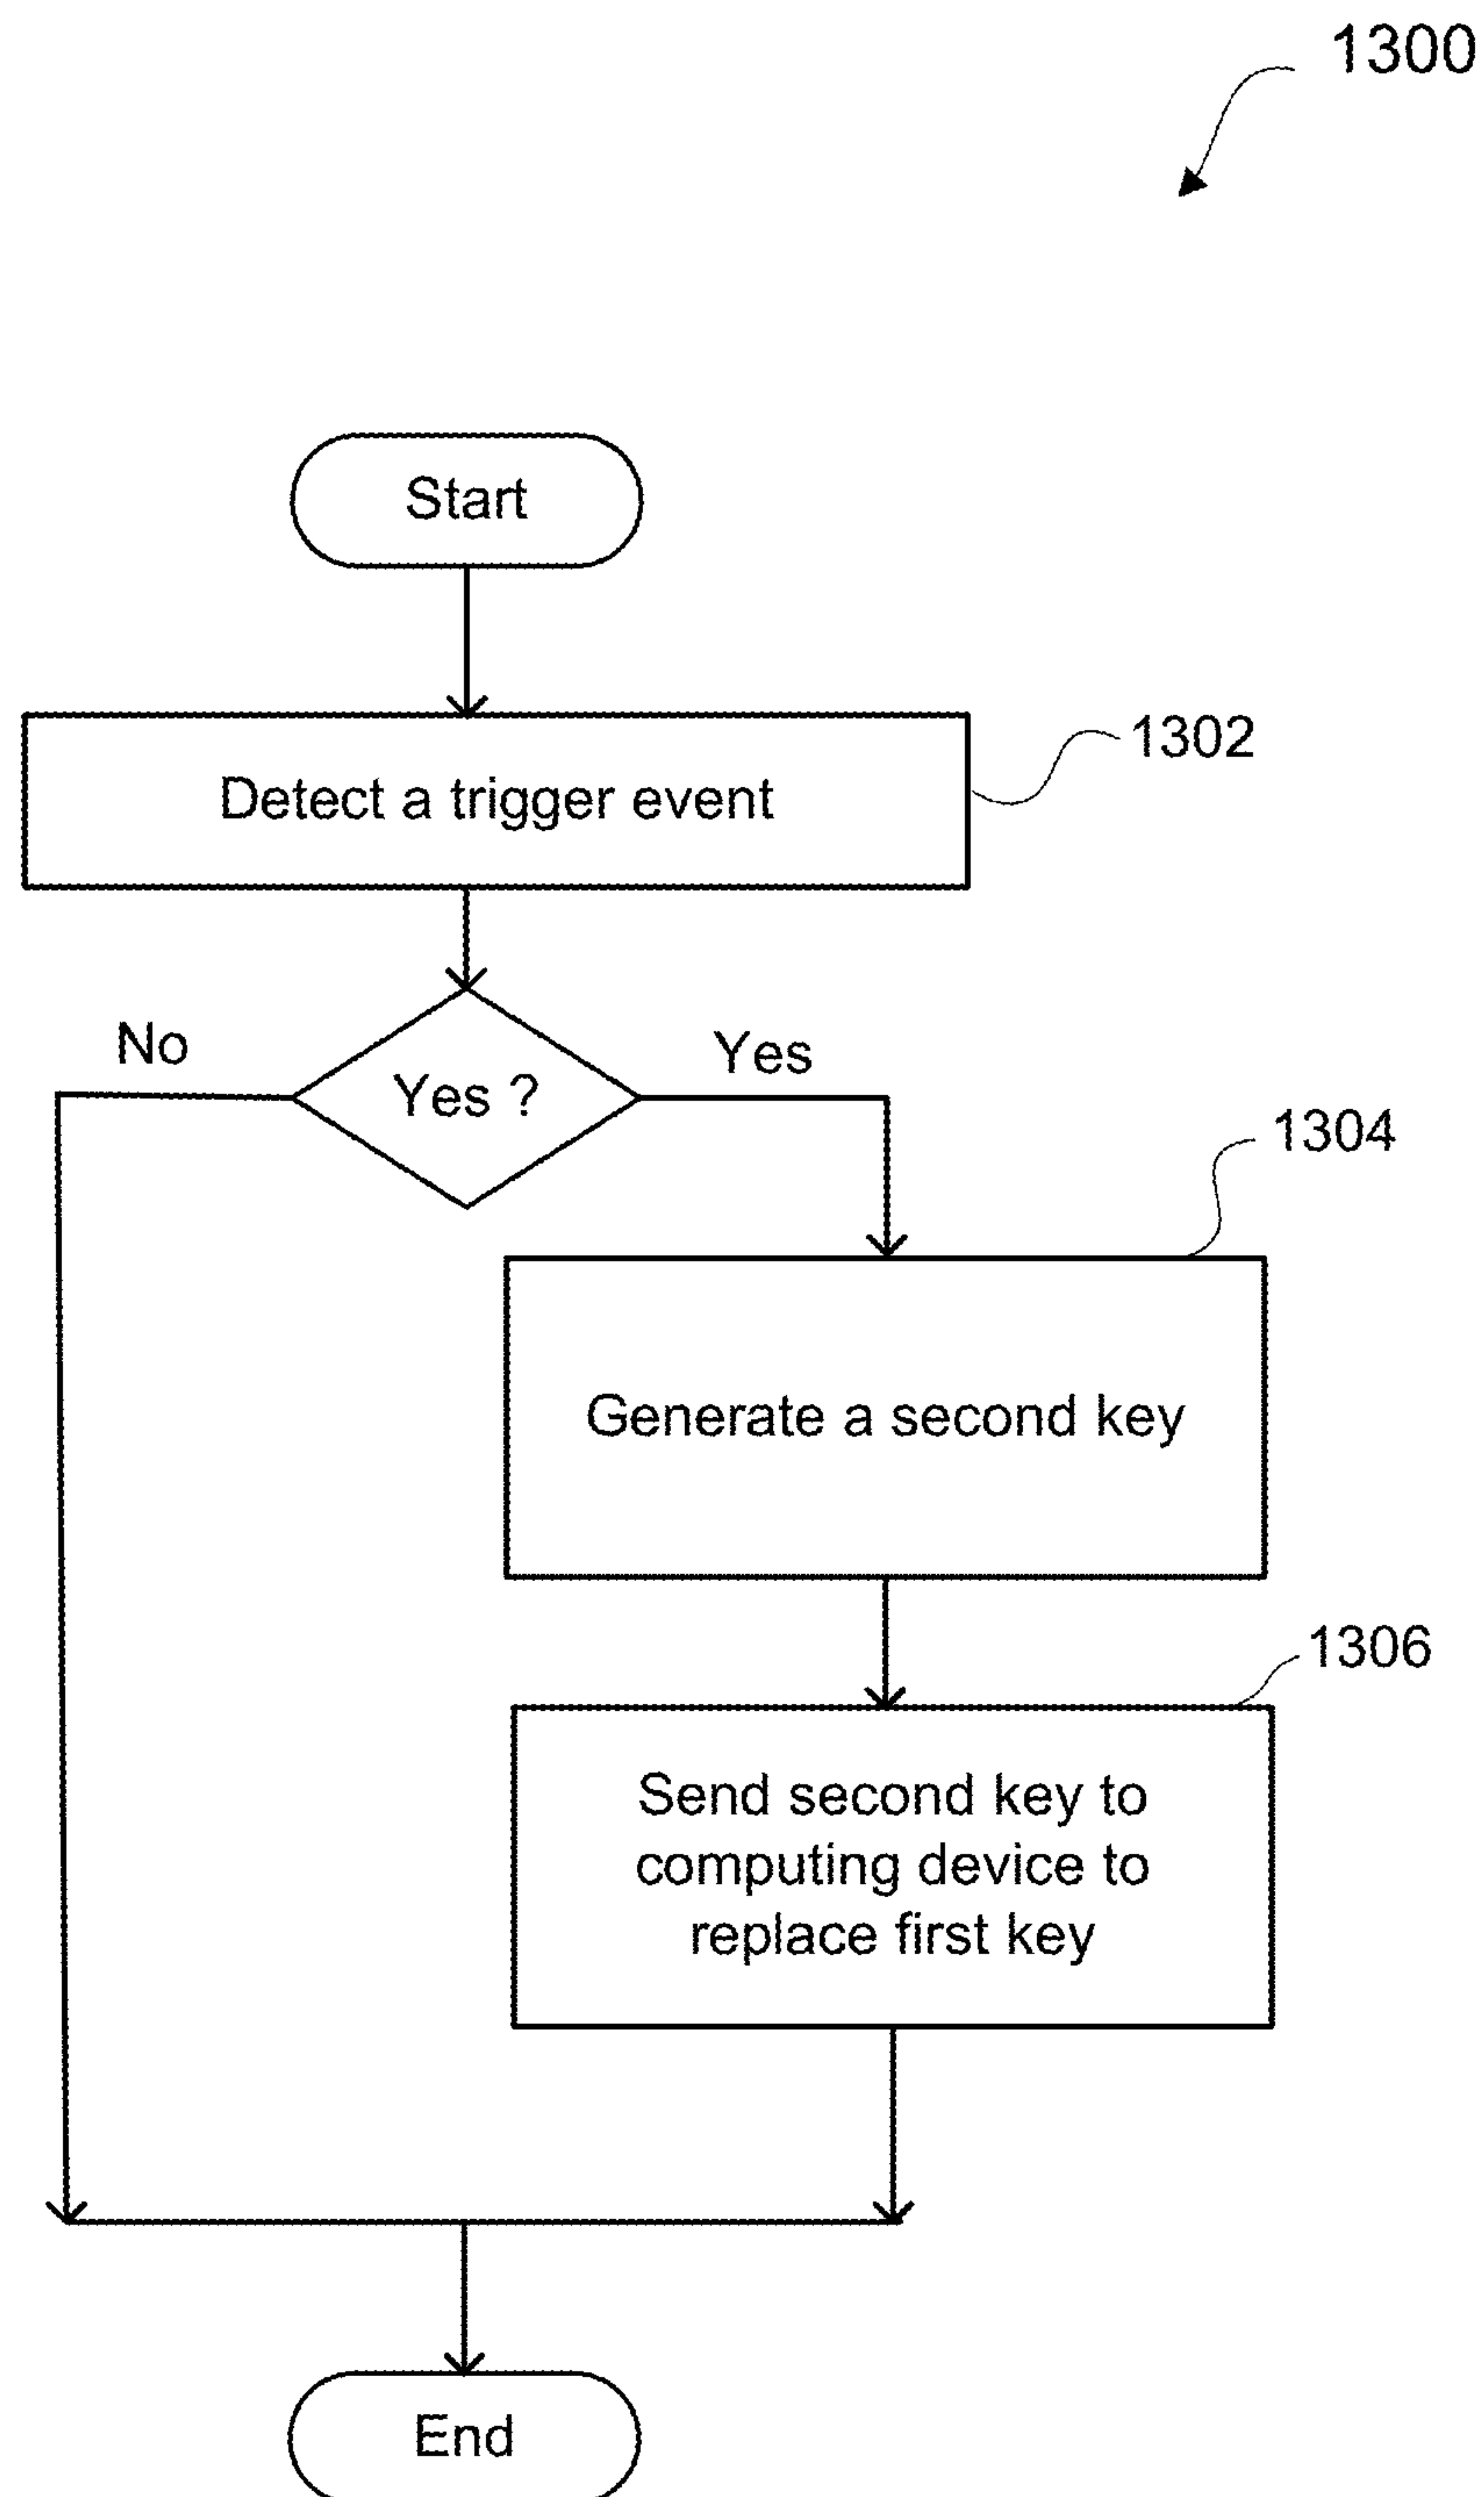 1300
Start
Detect a trigger event
1302
No
Yes ?
Yes
1304
Generate a second key
1306
Send second key to
computing device to
replace first key
End